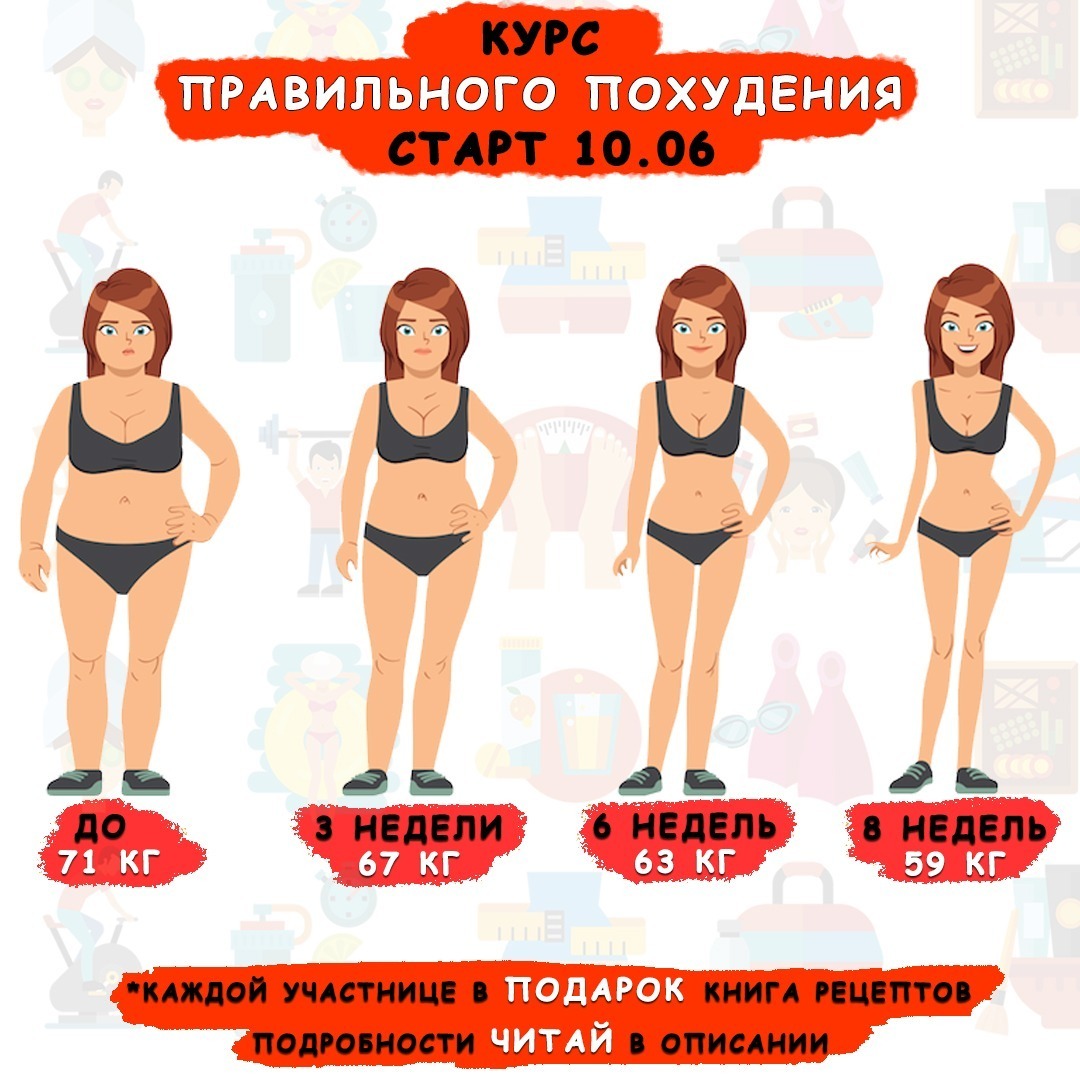 КУРС
ПРАВИЛЬНОГО ПОХУДЕНИЯ
СТАРТ 10.06
ДО
71 КГ
3 НЕДЕЛИ
67 КГ
6 НЕДЕЛЬ
63 КГ
8 НЕДЕЛЬ
59 КГ
*КАЖДОЙ УЧАСТНИЦЕ В ПОДАРОК КНИГА РЕЦЕПТОВ
ПОДРОБНОСТИ ЧИТАЙ В ОПИСАНИИ